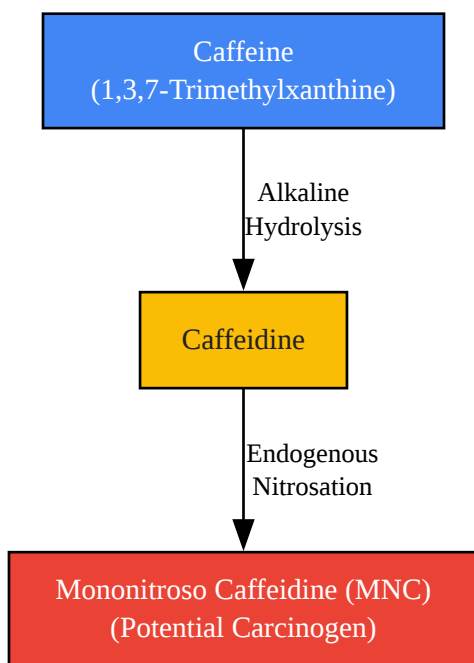 Caffeine
(1,3,7-Trimethylxanthine)
Alkaline
Hydrolysis
Caffeidine
Endogenous
Nitrosation
Mononitroso Caffeidine (MNC)
(Potential Carcinogen)